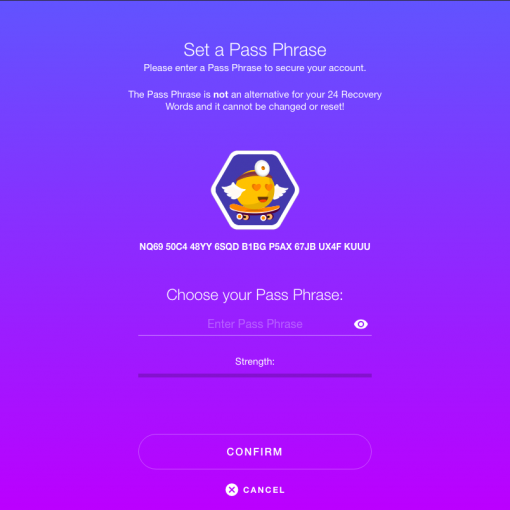 Set a Pass Phrase
Please enter a Pass Phrase to secure your account.
The Pass Phrase is not an alternative for your 24 Recovery
Words and it cannot be changed or reset!
NQ69 50C4 48YY 6SQD B1BG P5AX 67JB UX4F KUUU
Choose your Pass Phrase:
Enter Pass Phrase
Strength:
CONFIRM
CANCEL